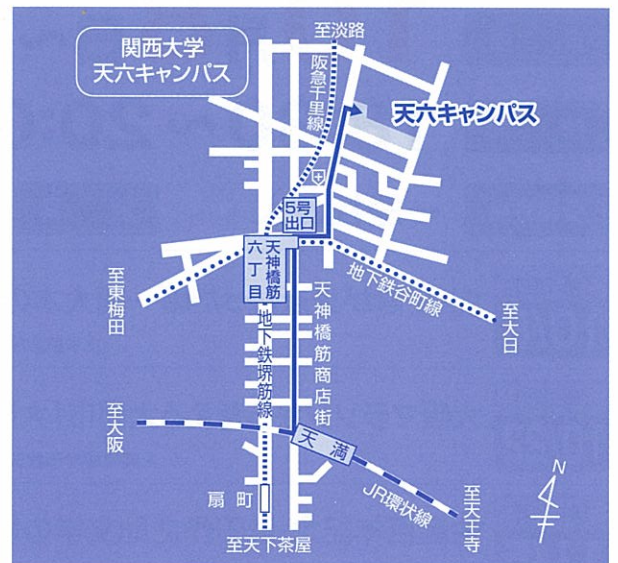 関西大学
天六キャンパス
至淡路
阪急千里線
天六キャンパス
5号
出口
天神橋筋
六丁目
地下鉄谷町線
至東梅田
至大日
地下鉄堺筋線
天神橋筋商店街
至大阪
天満
扇町
JR環状線
至天王寺
至天下茶屋
N